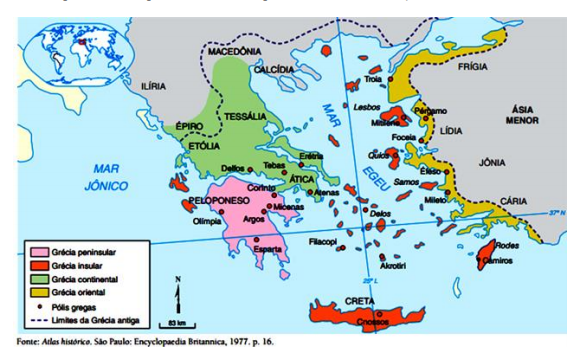 MACEDÔNIA
CALCÍDIA
ILÍRIA
ÉPIRO
TESSÁLIA
ETÓLIA
Delfos
Tebas
Erétria
ÁTICA
Atenas
Corinto
PELOPONESO
Micenas
Olímpia
Argos
Esparta
MAR
JÔNICO
MAR
EGEU
Troia
FRÍGIA
Lesbos
Mitilene
Pérgamo
ÁSIA
MENOR
LÍDIA
Foceia
Quios
JÔNIA
Éfeso
Samos
Mileto
CÁRIA
Delos
37° N
Filacopi
Akrotiri
Rodes
Camiros
25° L
CRETA
Cnossos
Grécia peninsular
Grécia insular
Grécia continental
Grécia oriental
Pólis gregas
Limites da Grécia antiga
N
83 km
Fonte: Atlas histórico. São Paulo: Encyclopaedia Britannica, 1977. p. 16.